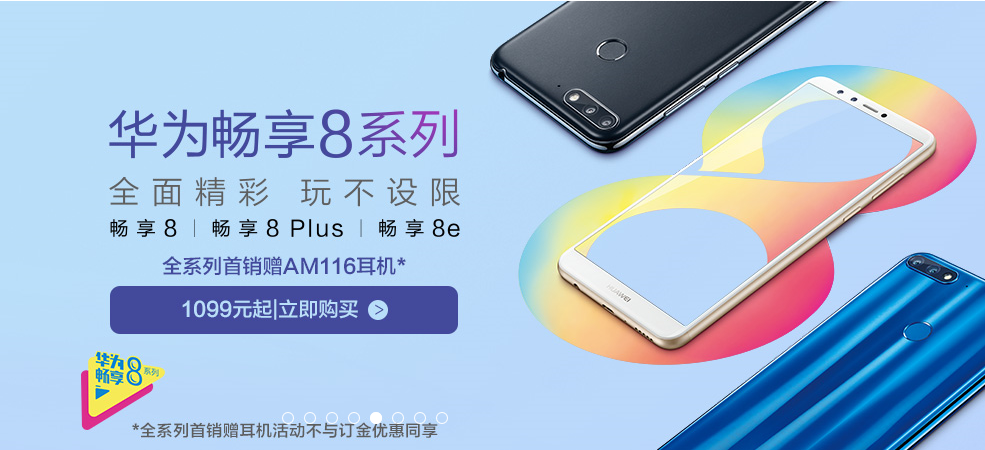 华为畅享8系列
全面精彩 玩不设限
畅享8 | 畅享8 Plus | 畅享8e
全系列首销赠AM116耳机*
1099元起|立即购买 >
华为
畅享8系列
*全系列首销赠耳机活动不与订金优惠同享
HUAWEI